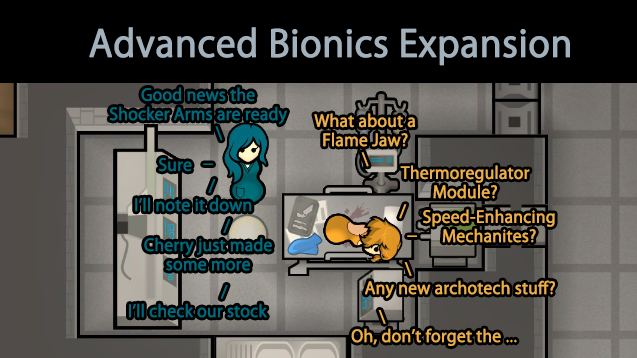 Advanced Bionics Expansion
Good news the
Shocker Arms are ready
What about a
Flame Jaw?
Sure
Thermoregulator
Module?
I'll note it down
Speed-Enhancing
Mechanites?
Cherry just made
some more
Any new archotech stuff?
I'll check our stock
Oh, don't forget the ...